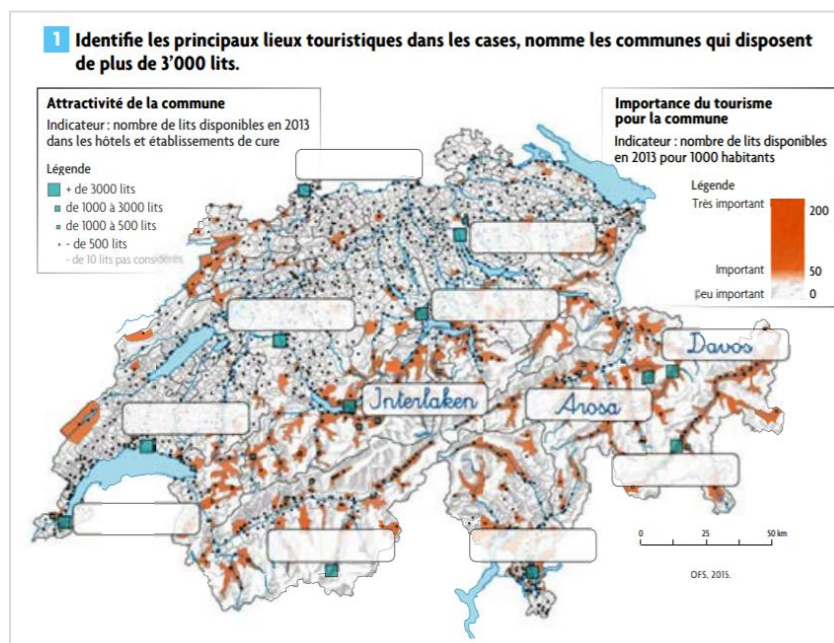 1 Identifie les principaux lieux touristiques dans les cases, nomme les communes qui disposent
de plus de 3'000 lits.
Attractivité de la commune
Indicateur : nombre de lits disponibles en 2013
dans les hôtels et établissements de cure
Légende
+ de 3000 lits
de 1000 à 3000 lits
de 1000 à 500 lits
- de 500 lits
- de 10 lits pas considérés
Importance du tourisme
pour la commune
Indicateur : nombre de lits disponibles
en 2013 pour 1000 habitants
Légende
Très important 200
Important 50
Peu important 0
Davos
Interlaken
Arosa
0 25 50 km
OFS, 2015.